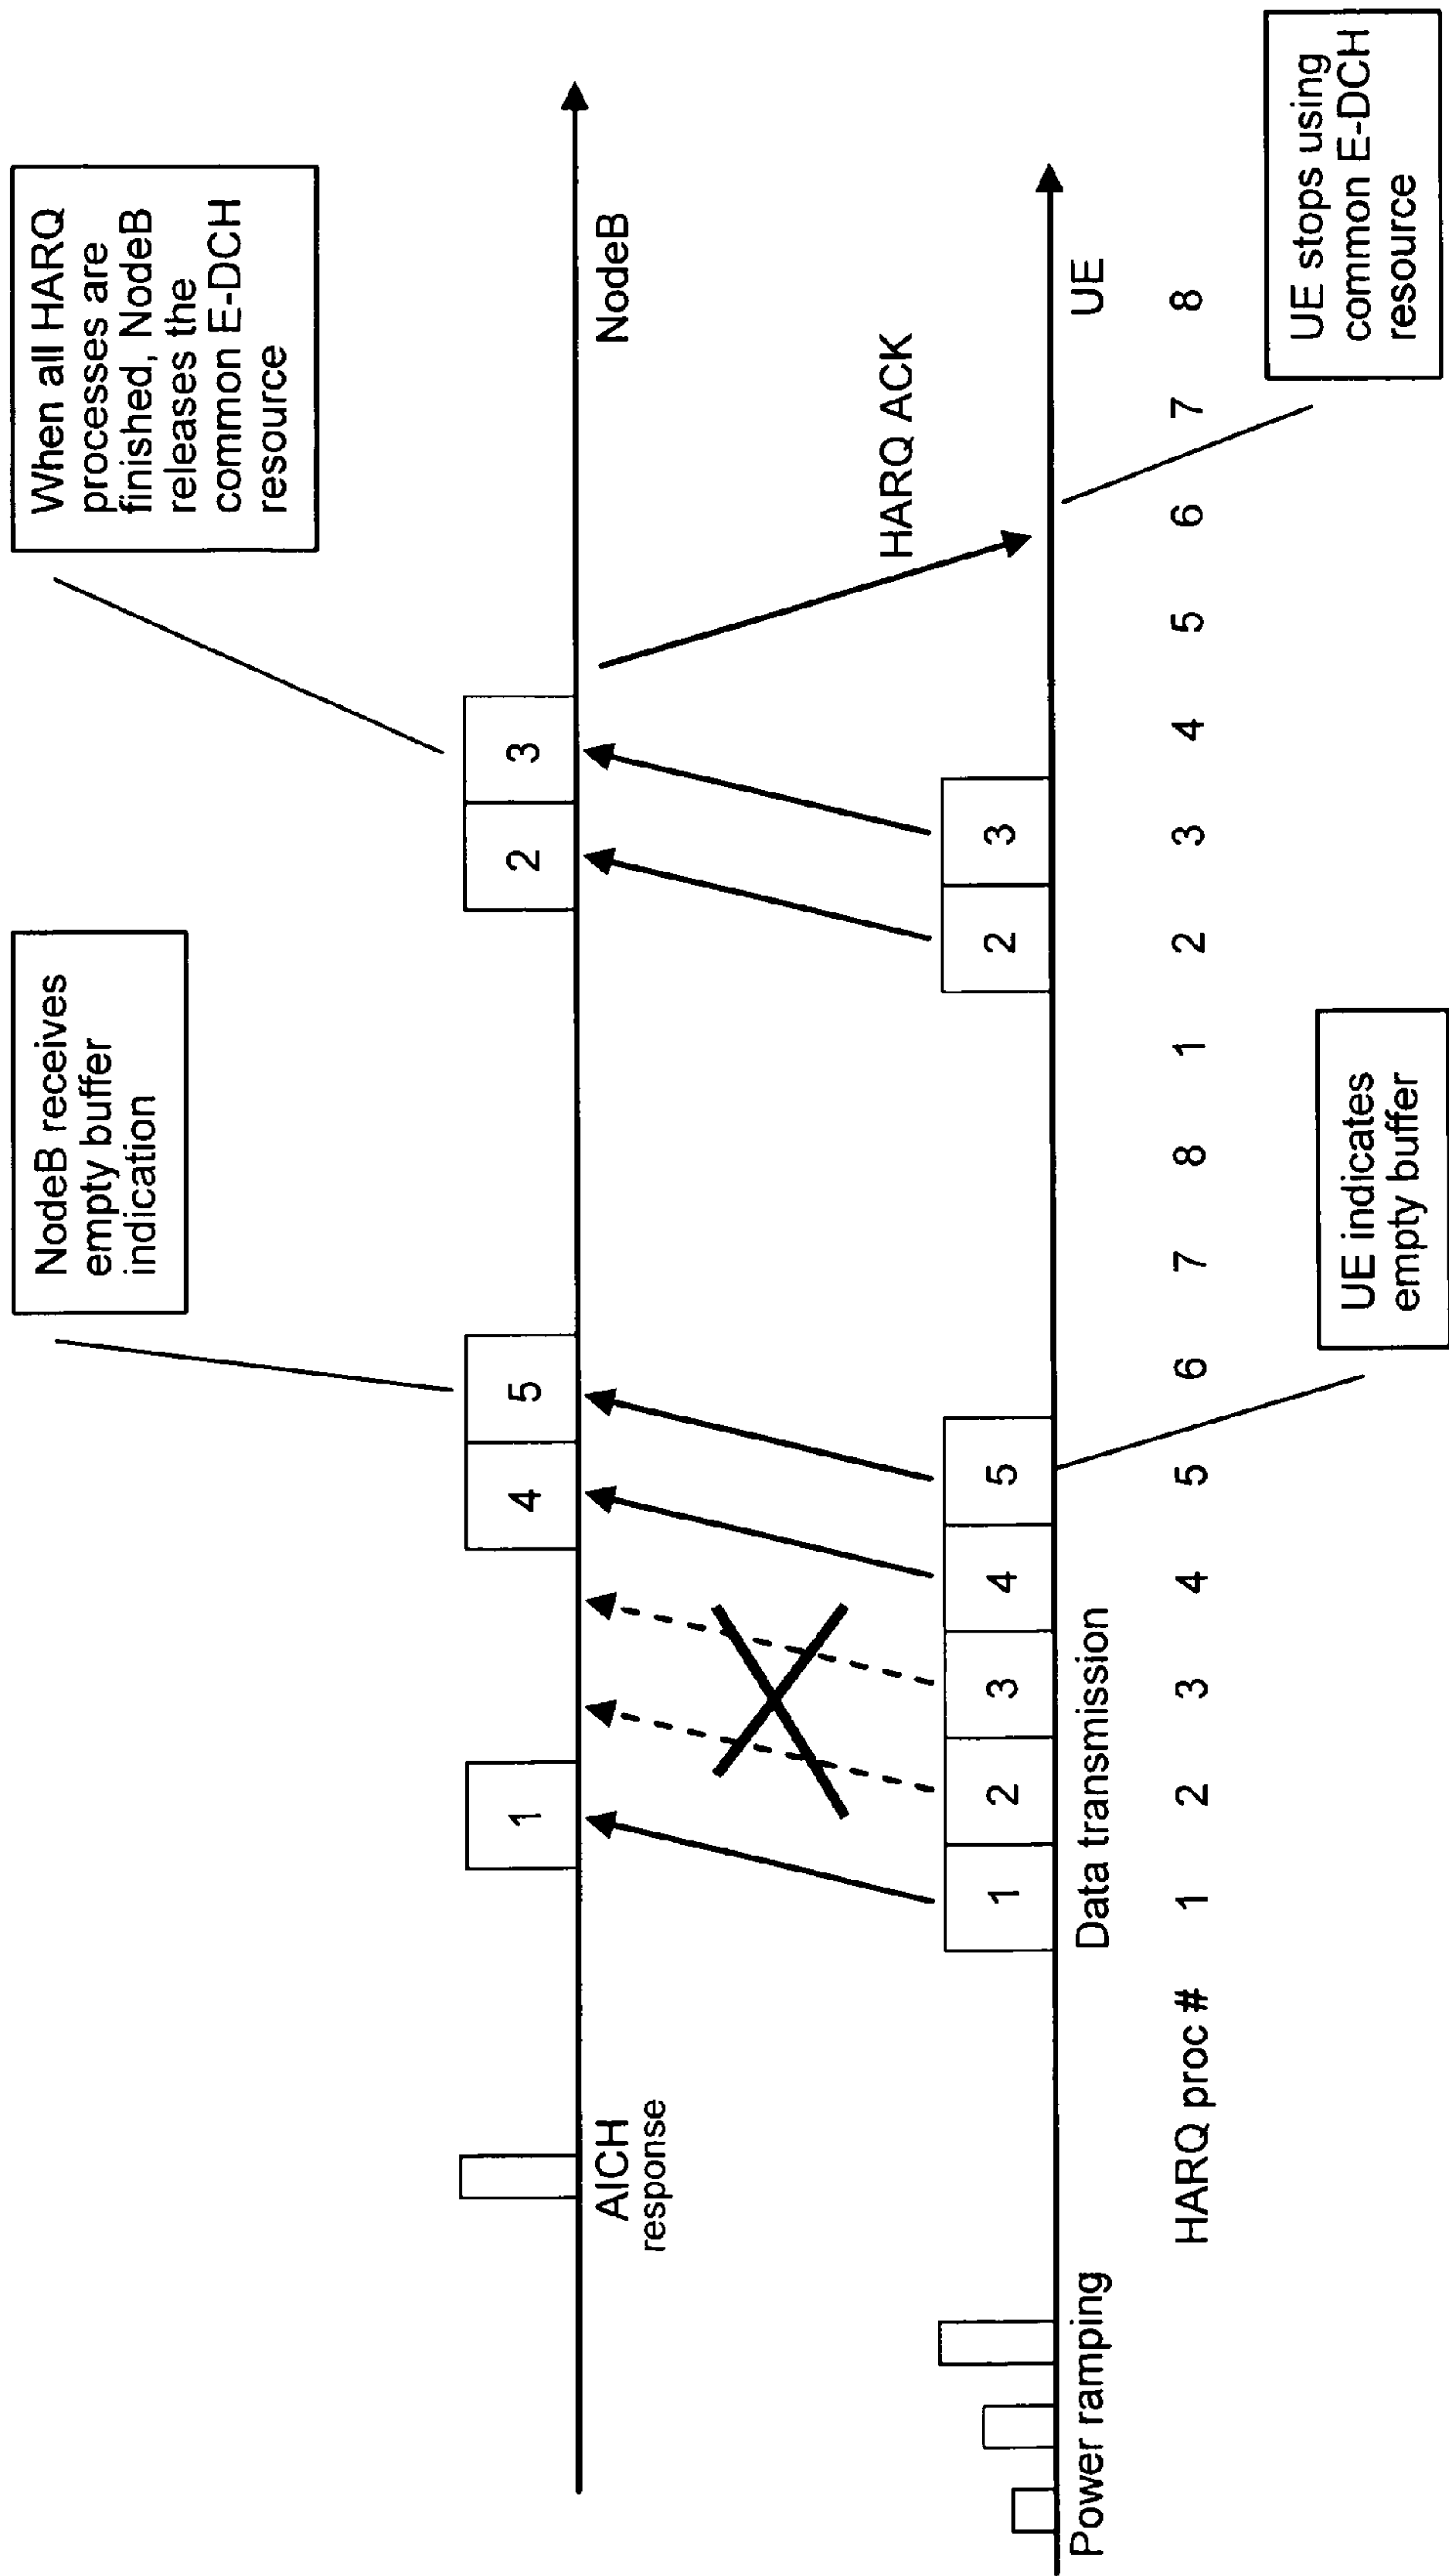 NodeB receives
empty buffer
indication
When all HARQ
processes are
finished, NodeB
releases the
common E-DCH
resource
1
4
5
2
3
AICH
response
NodeB
HARQ ACK
1
2
3
4
5
2
3
Power ramping
Data transmission
UE
HARQ proc # 1 2 3 4 5 6 7 8 1 2 3 4 5 6 7 8
UE indicates
empty buffer
UE stops using
common E-DCH
resource